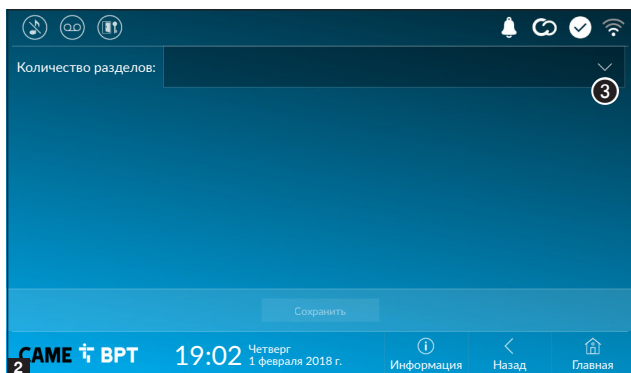 Количество разделов:
3
Сохранить
2
CAME BPT
19:02
Четверг
1 февраля 2018 г.
Информация
Назад
Главная